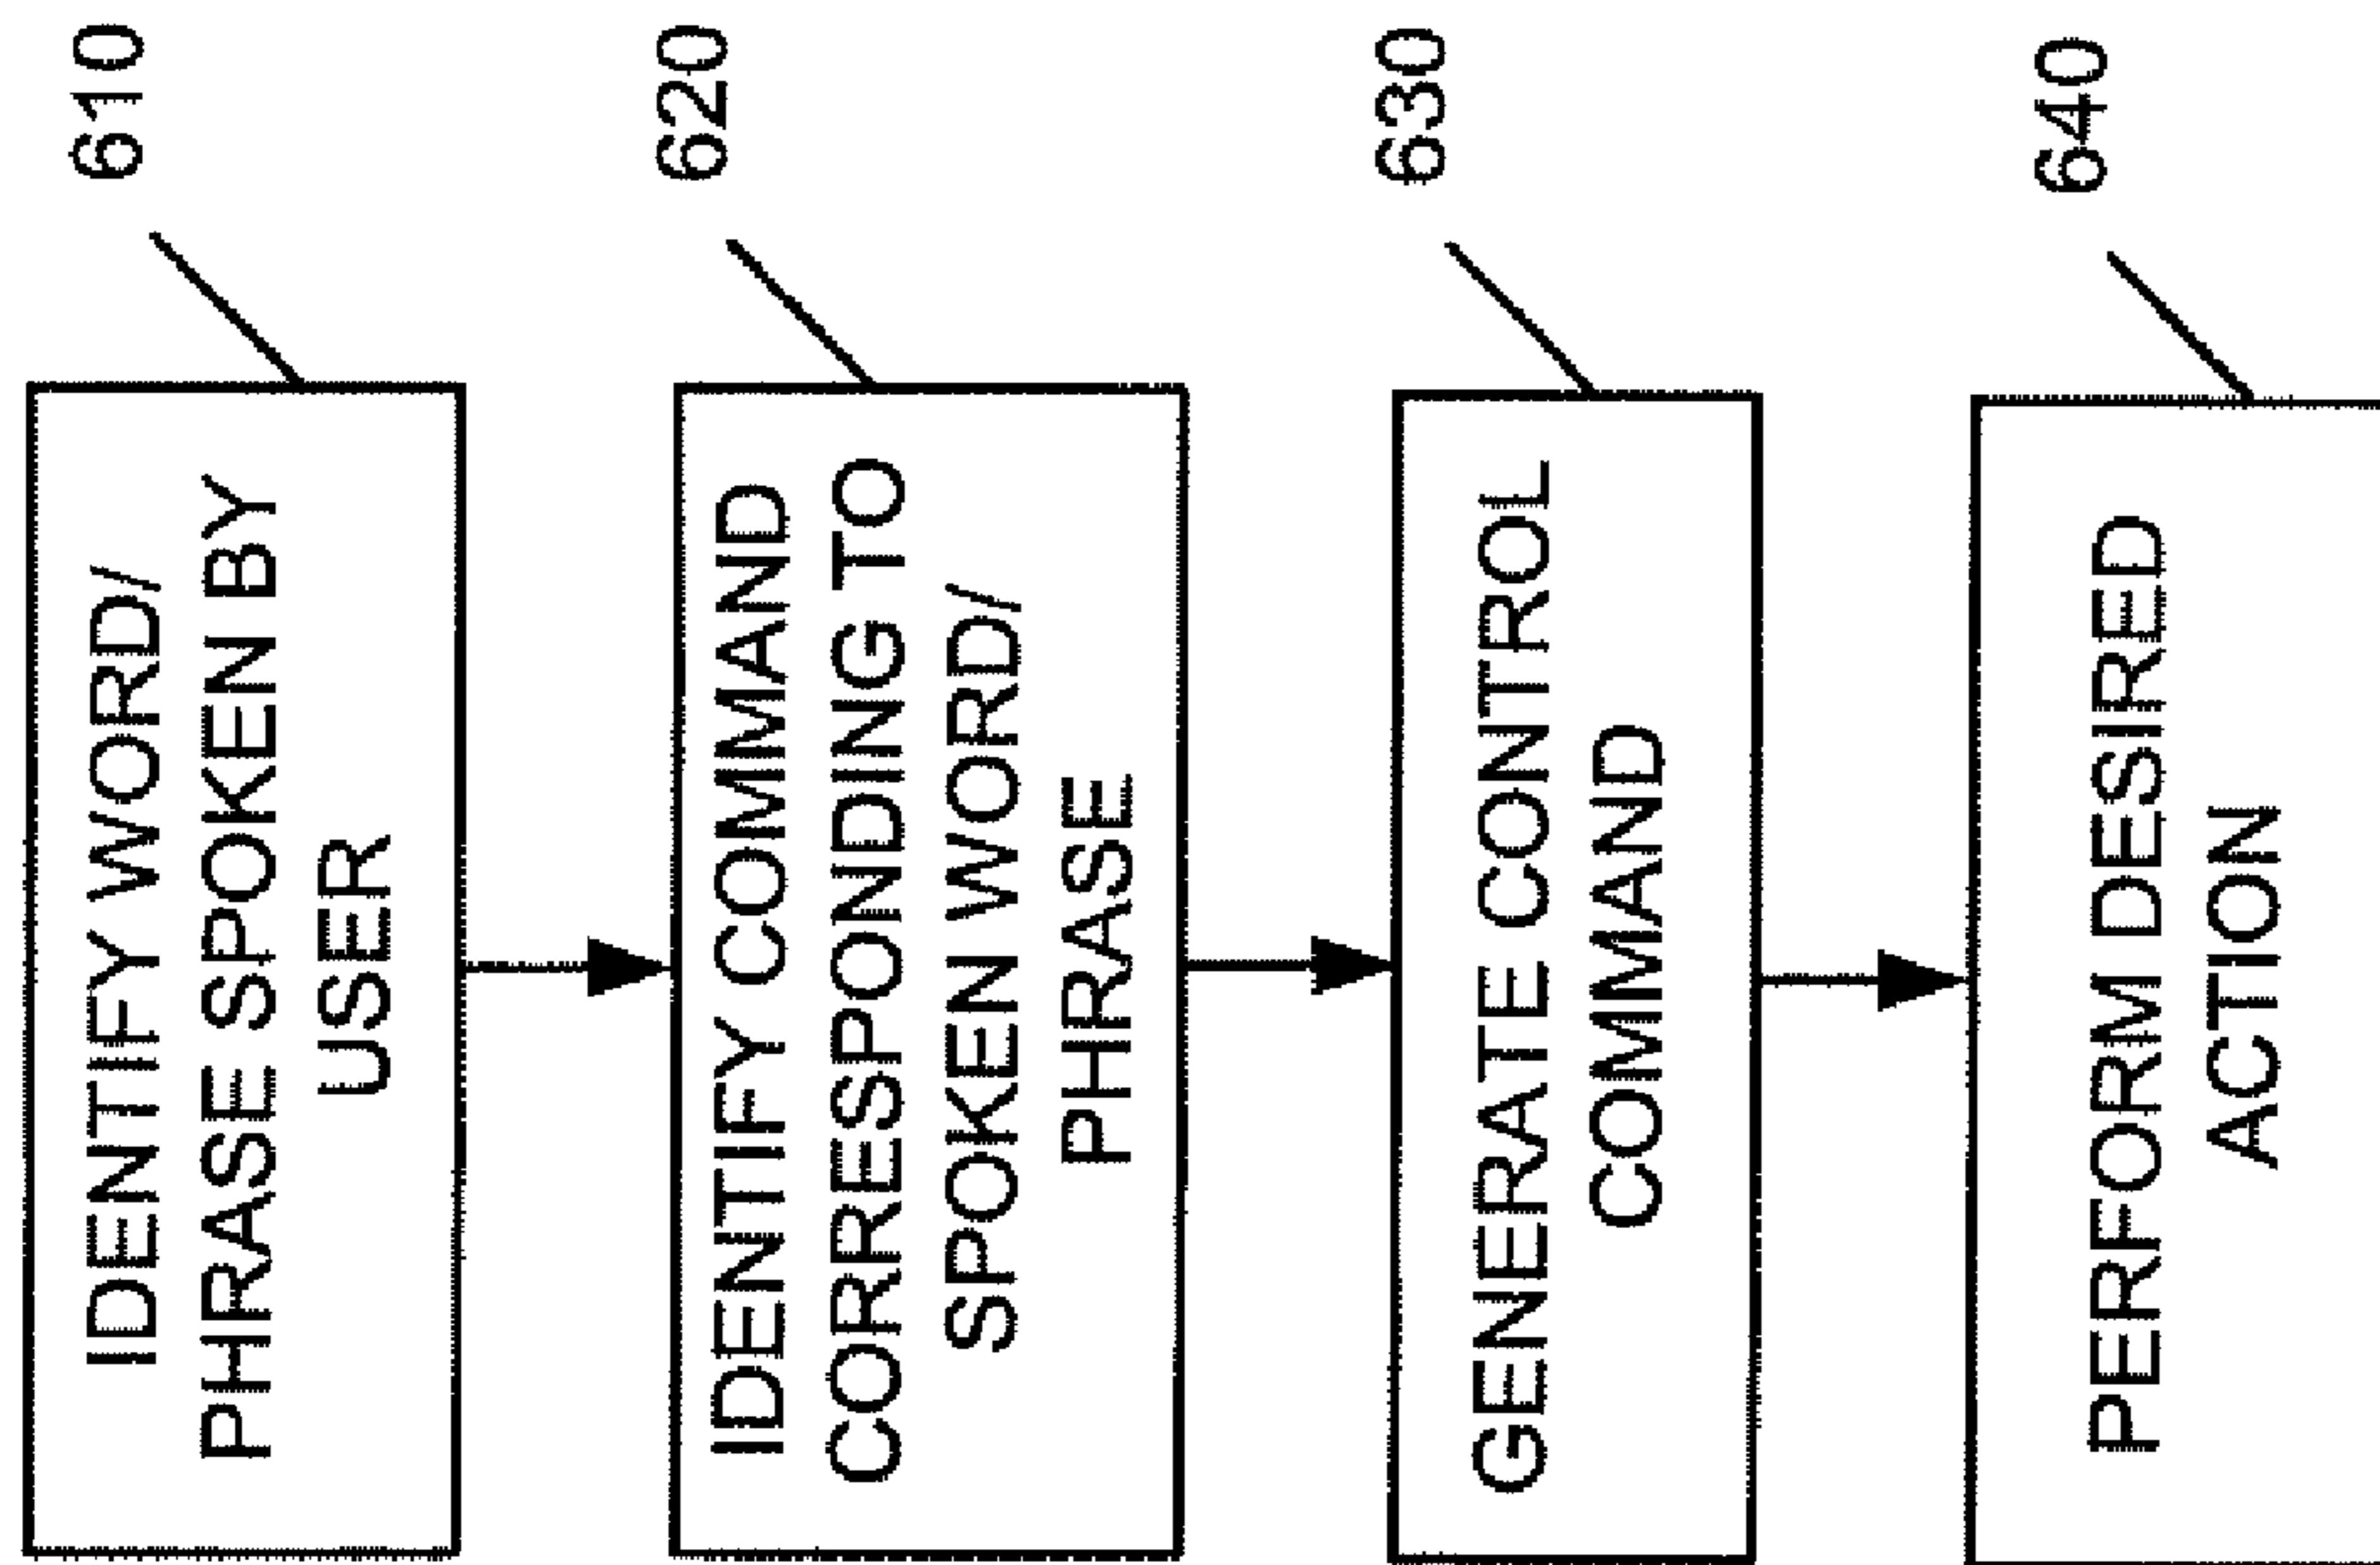 IDENTIFY WORD/
PHRASE SPOKEN BY
USER
610
IDENTIFY COMMAND
CORRESPONDING TO
SPOKEN WORD/
PHRASE
620
GENERATE CONTROL
COMMAND
630
PERFORM DESIRED
ACTION
640